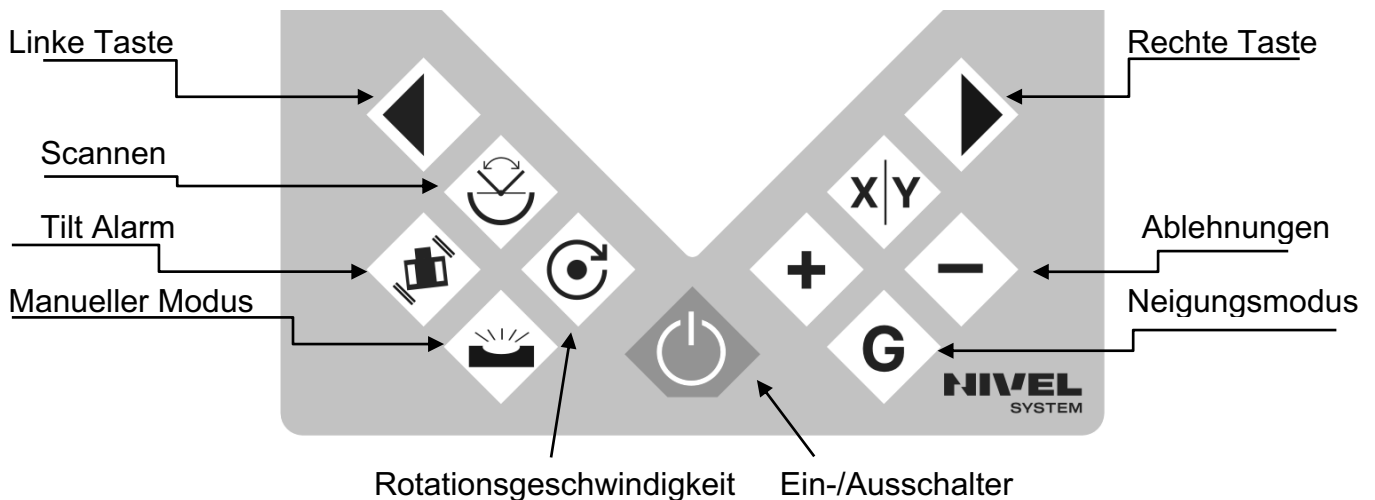 Linke Taste
Rechte Taste
Scannen
X|Y
Tilt Alarm
Ablehnungen
+
−
Manueller Modus
Neigungsmodus
G
NIVEL
SYSTEM
Rotationsgeschwindigkeit
Ein-/Ausschalter